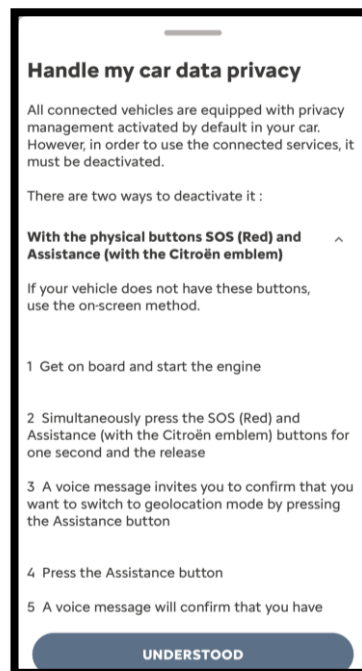 Handle my car data privacy
All connected vehicles are equipped with privacy
management activated by default in your car.
However, in order to use the connected services, it
must be deactivated.
There are two ways to deactivate it :
With the physical buttons SOS (Red) and
Assistance (with the Citroën emblem)
If your vehicle does not have these buttons,
use the on-screen method.
1 Get on board and start the engine
2 Simultaneously press the SOS (Red) and
Assistance (with the Citroën emblem) buttons for
one second and the release
3 A voice message invites you to confirm that you
want to switch to geolocation mode by pressing
the Assistance button
4 Press the Assistance button
5 A voice message will confirm that you have
UNDERSTOOD